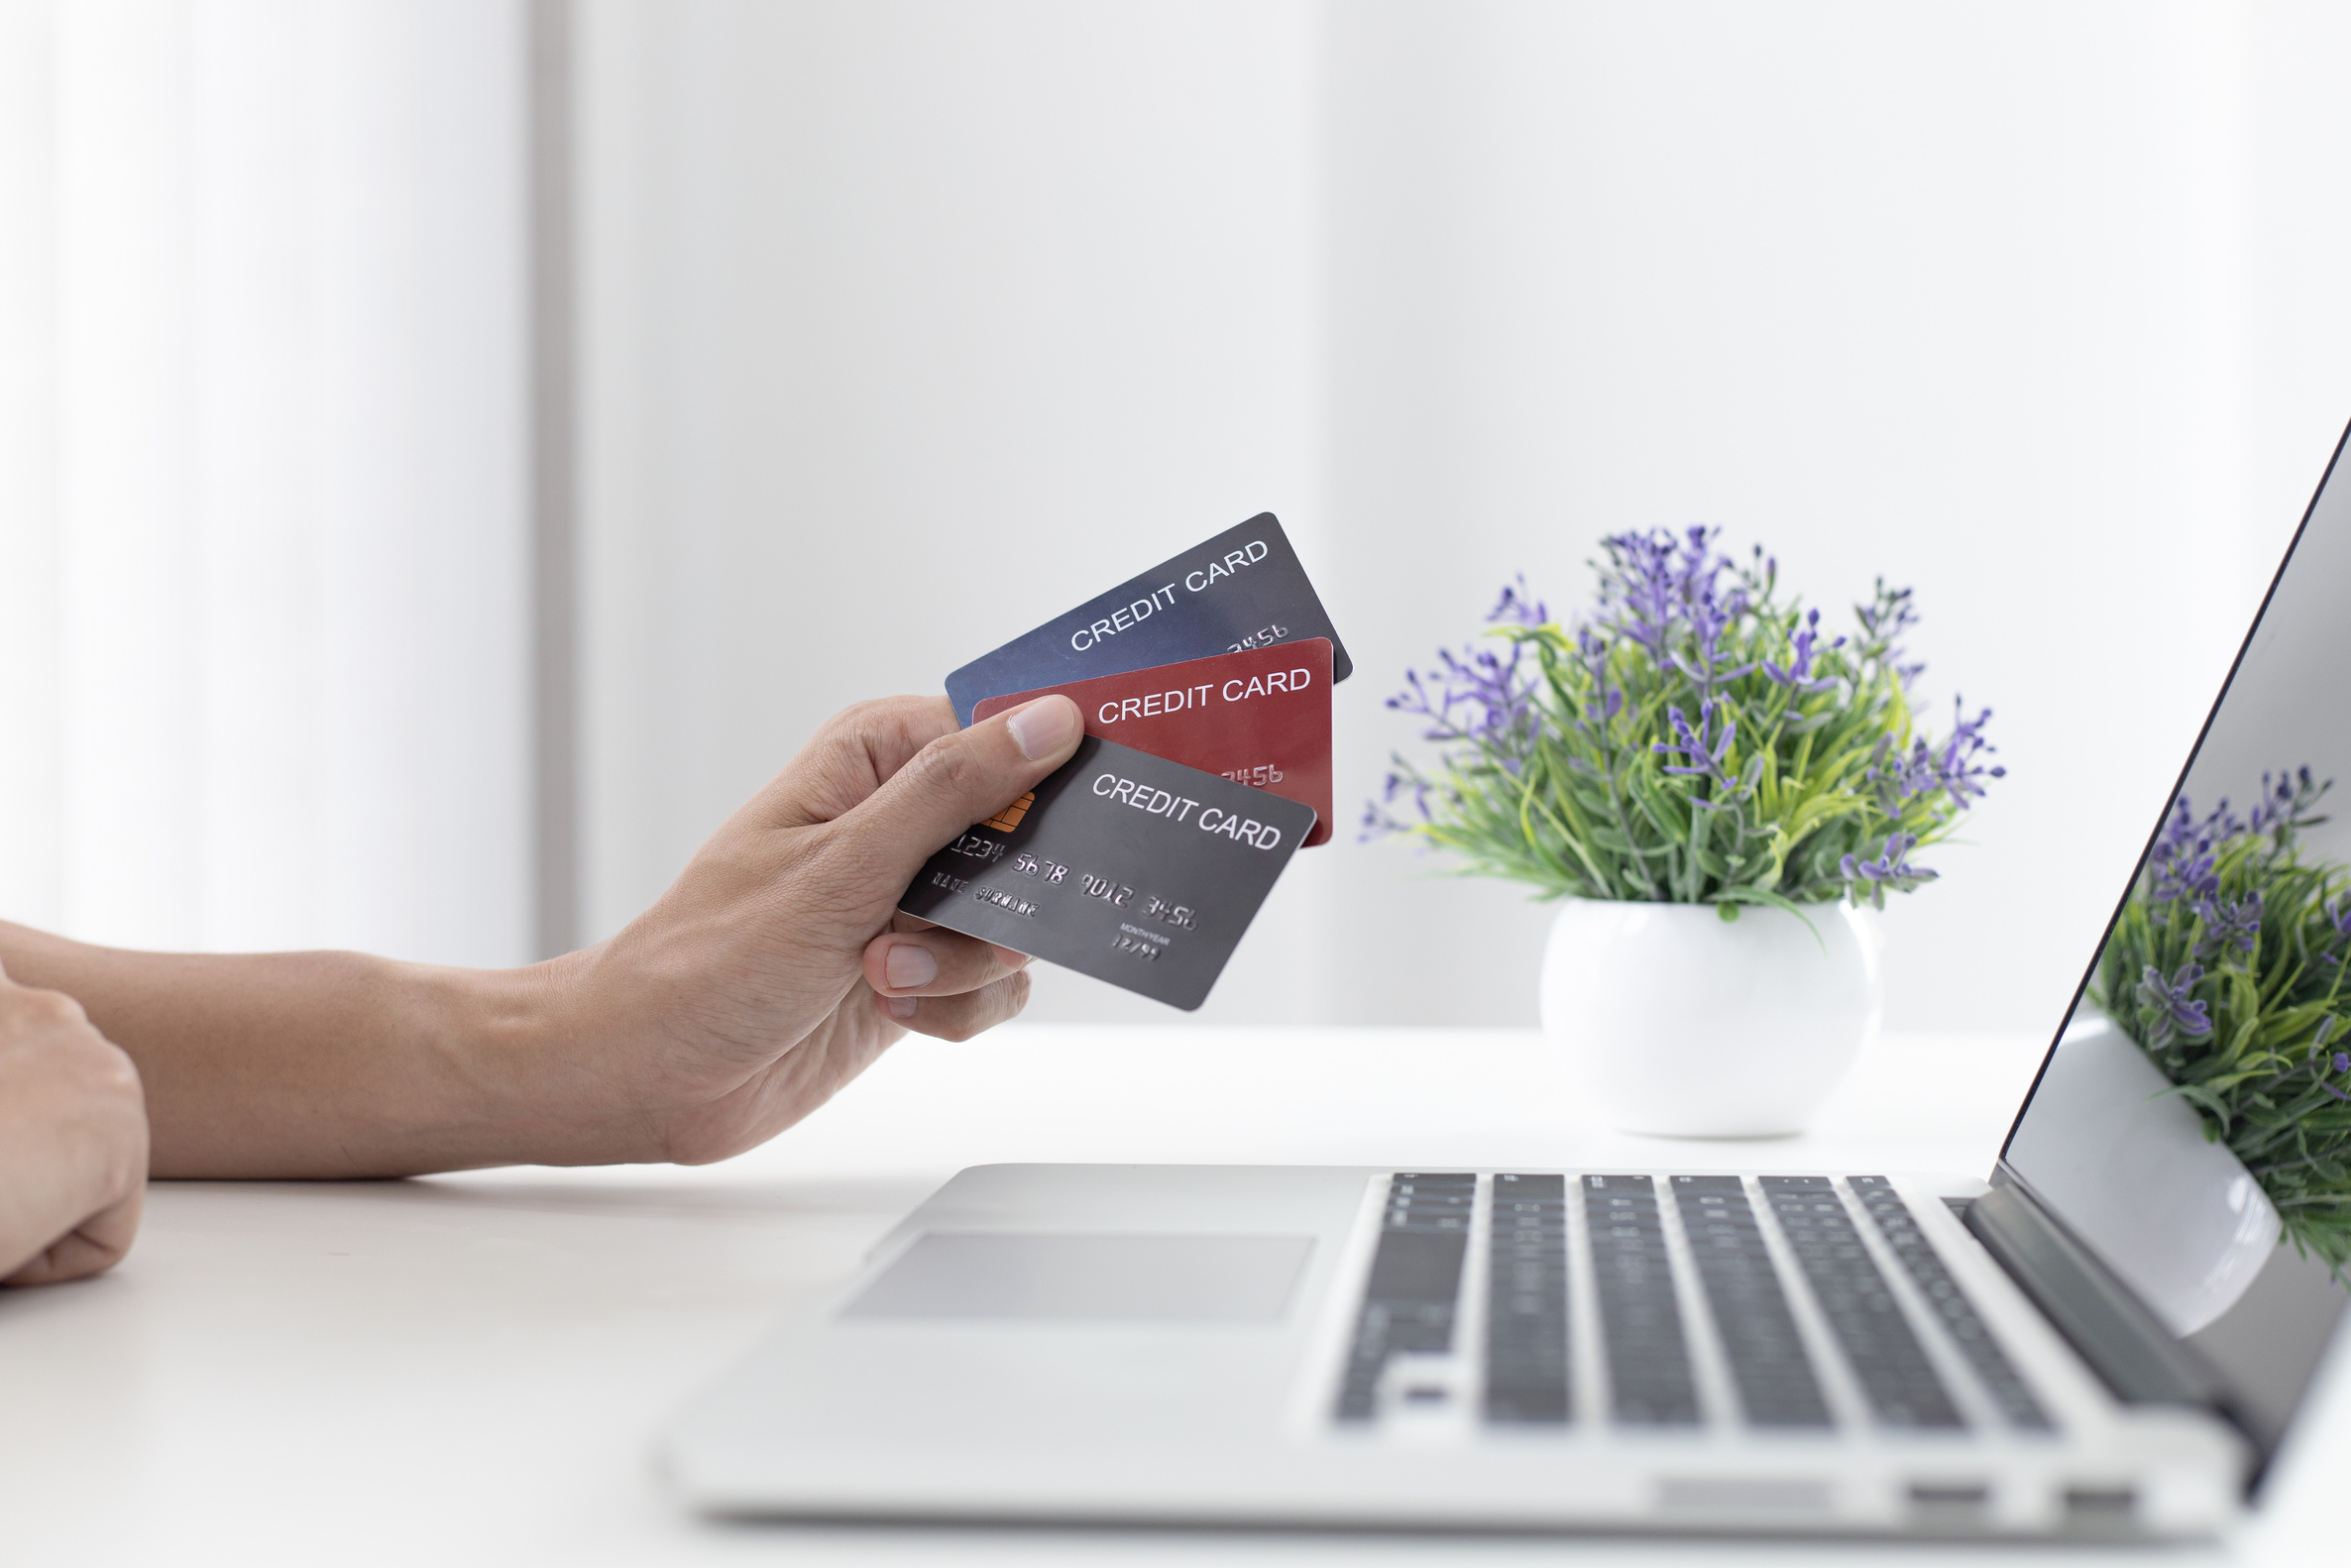 CREDIT CARD
3456
CREDIT CARD
3456
CREDIT CARD
1234 5678 9012 3456
NAME SURNAME
MONTH/YEAR
12/99